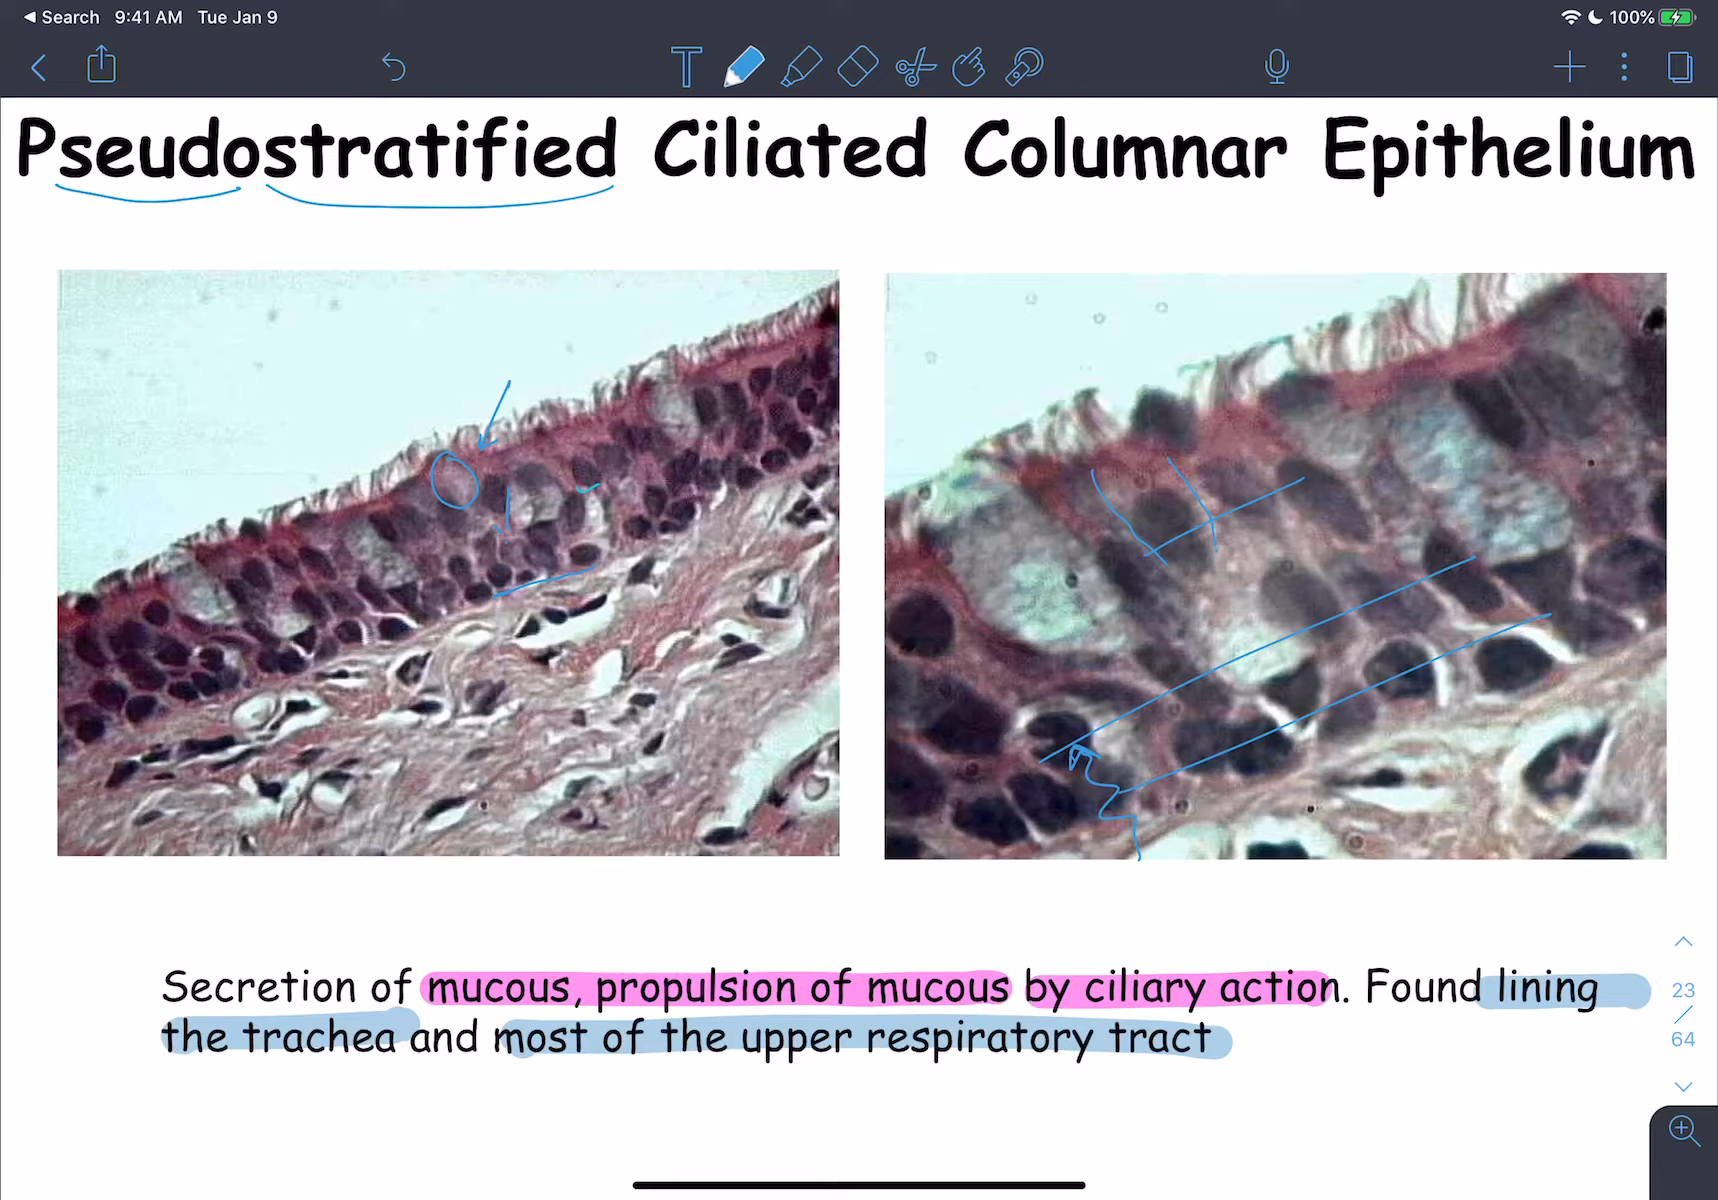 Search 9:41 AM Tue Jan 9 100%
Pseudostratified Ciliated Columnar Epithelium
Secretion of mucous, propulsion of mucous by ciliary action. Found lining
the trachea and most of the upper respiratory tract
23
/
64